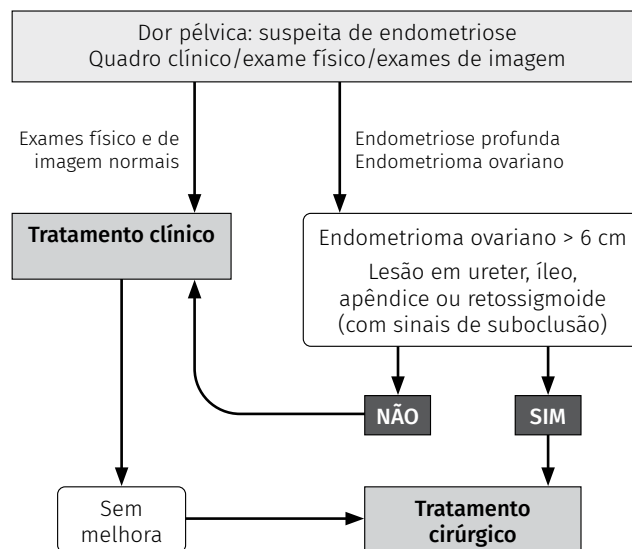 Dor pélvica: suspeita de endometriose
Quadro clínico/exame físico/exames de imagem
Exames físico e de
imagem normais
Endometriose profunda
Endometrioma ovariano
Tratamento clínico
Endometrioma ovariano > 6 cm
Lesão em ureter, íleo,
apêndice ou retossigmoide
(com sinais de suboclusão)
NÃO
SIM
Sem
melhora
Tratamento
cirúrgico